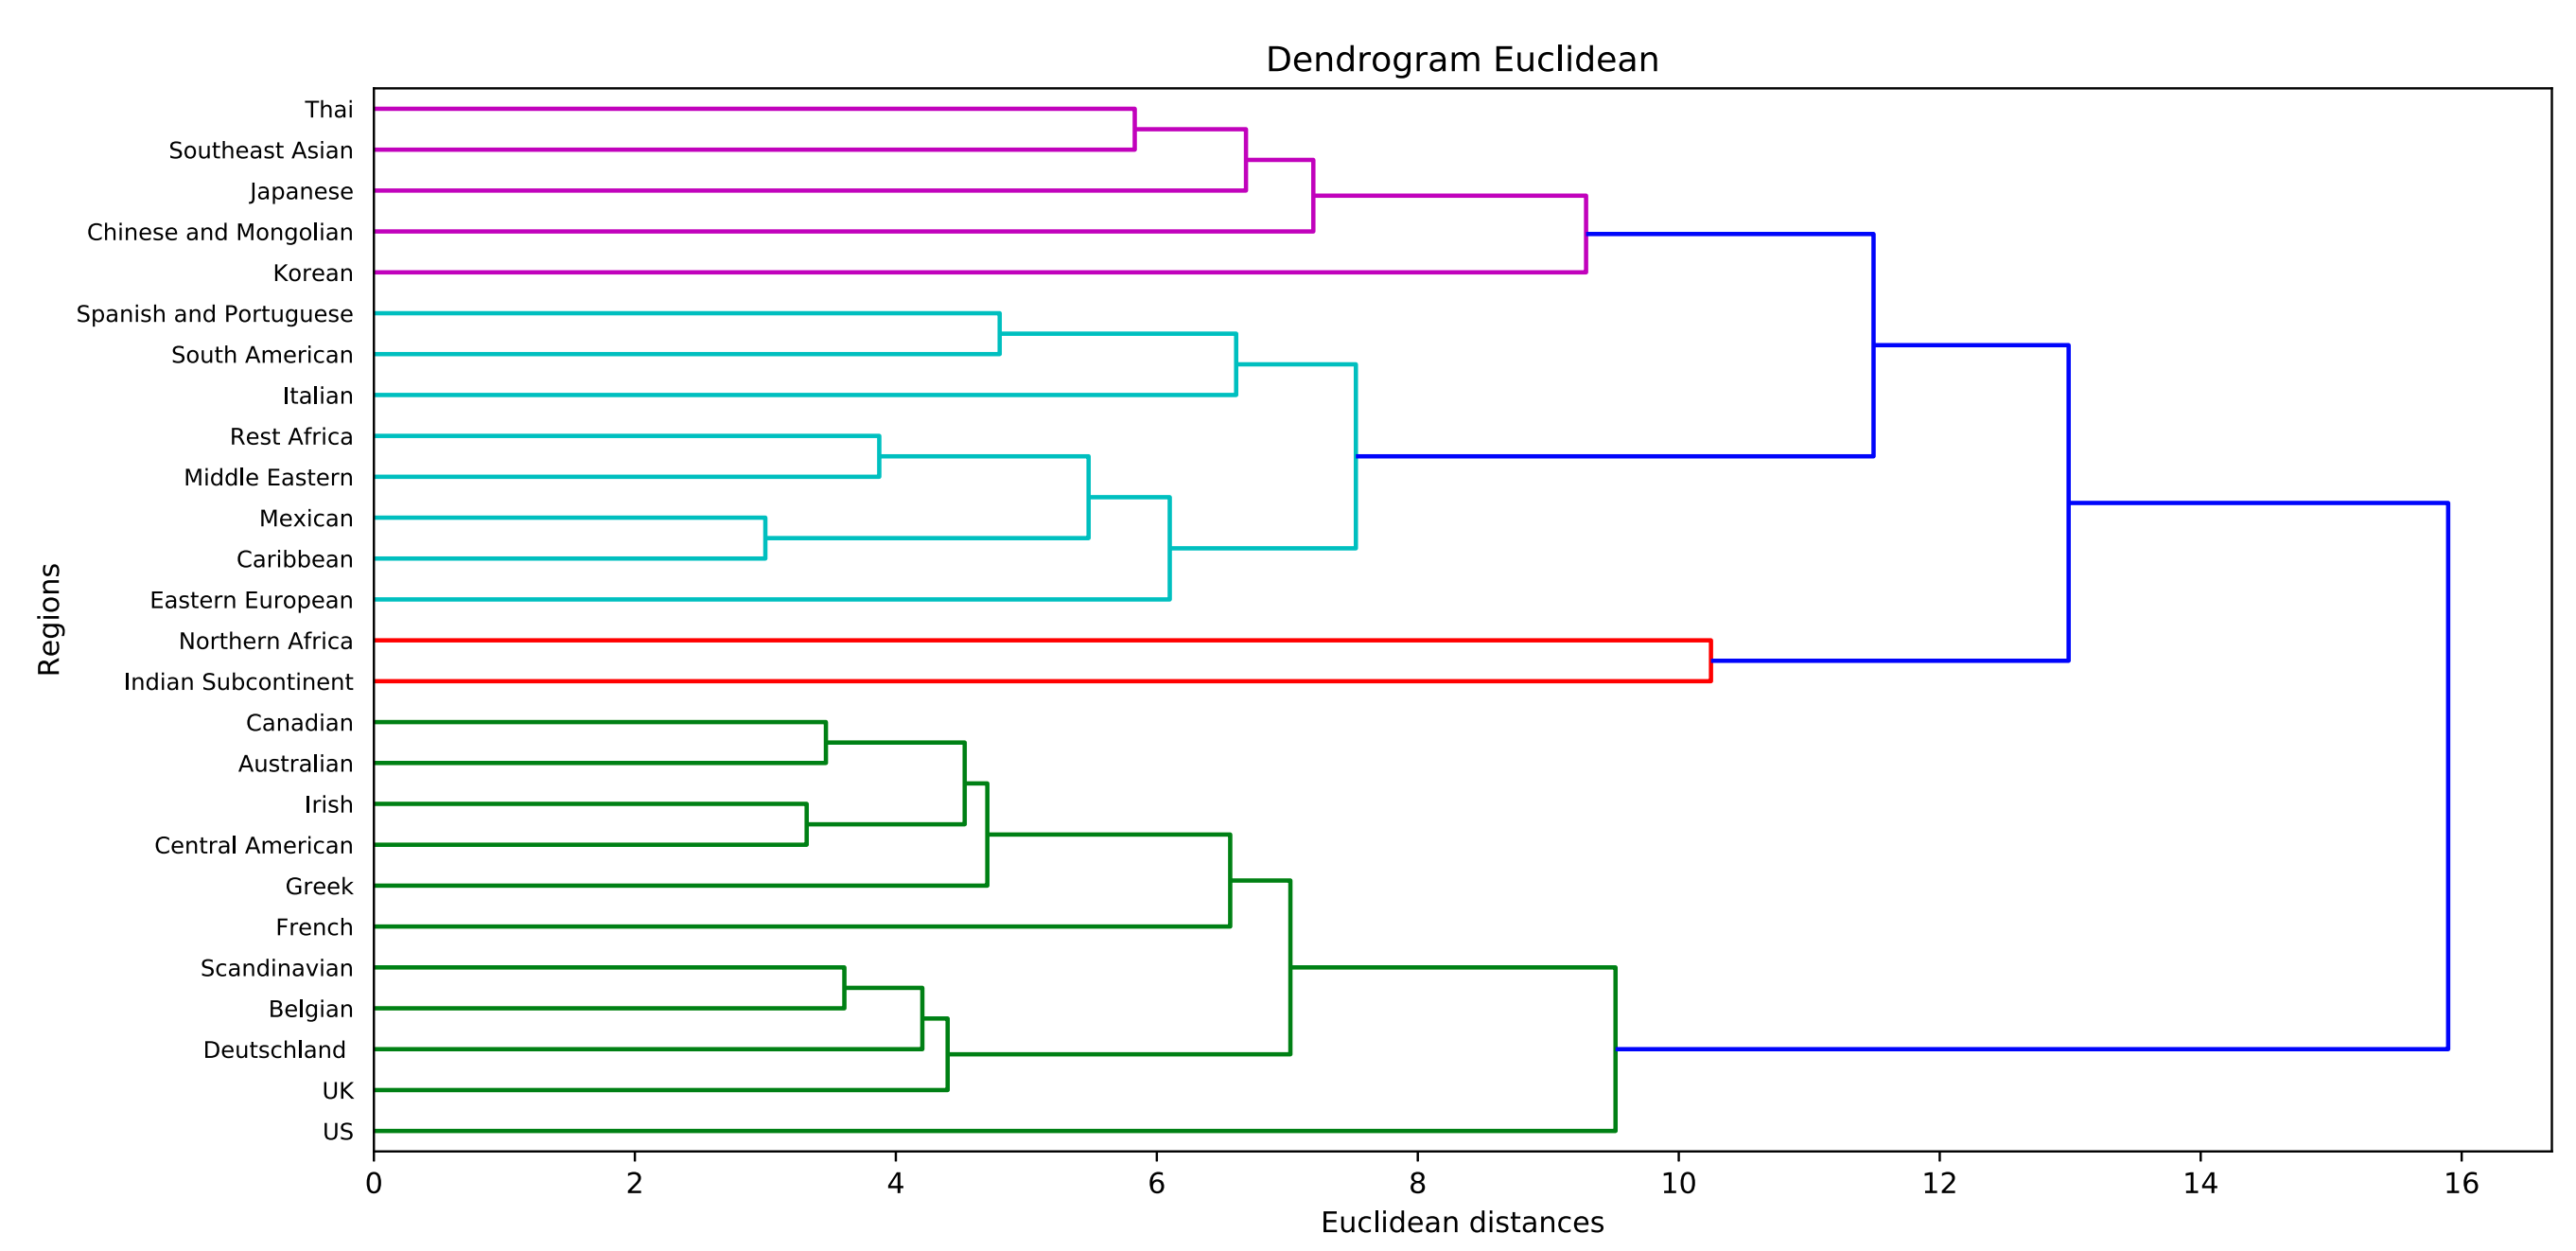 Dendrogram Euclidean
Thai
Southeast Asian
Japanese
Chinese and Mongolian
Korean
Spanish and Portuguese
South American
Italian
Rest Africa
Middle Eastern
Mexican
Caribbean
Eastern European
Northern Africa
Indian Subcontinent
Canadian
Australian
Irish
Central American
Greek
French
Scandinavian
Belgian
Deutschland
UK
US
Regions
0 2 4 6 8 10 12 14 16
Euclidean distances